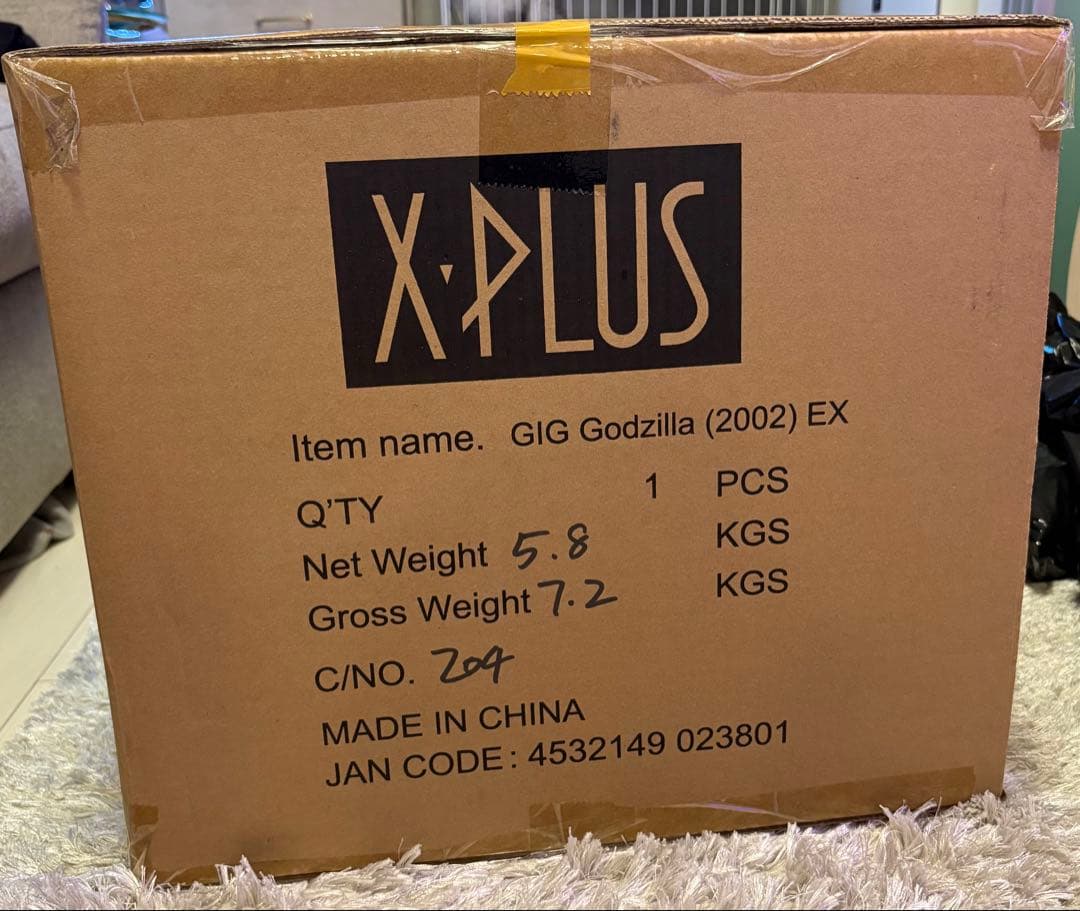 X·PLUS
Item name. GIG Godzilla (2002) EX
Q'TY 1 PCS
Net Weight 5.8 KGS
Gross Weight 7.2 KGS
C/NO. 204
MADE IN CHINA
JAN CODE : 4532149 023801